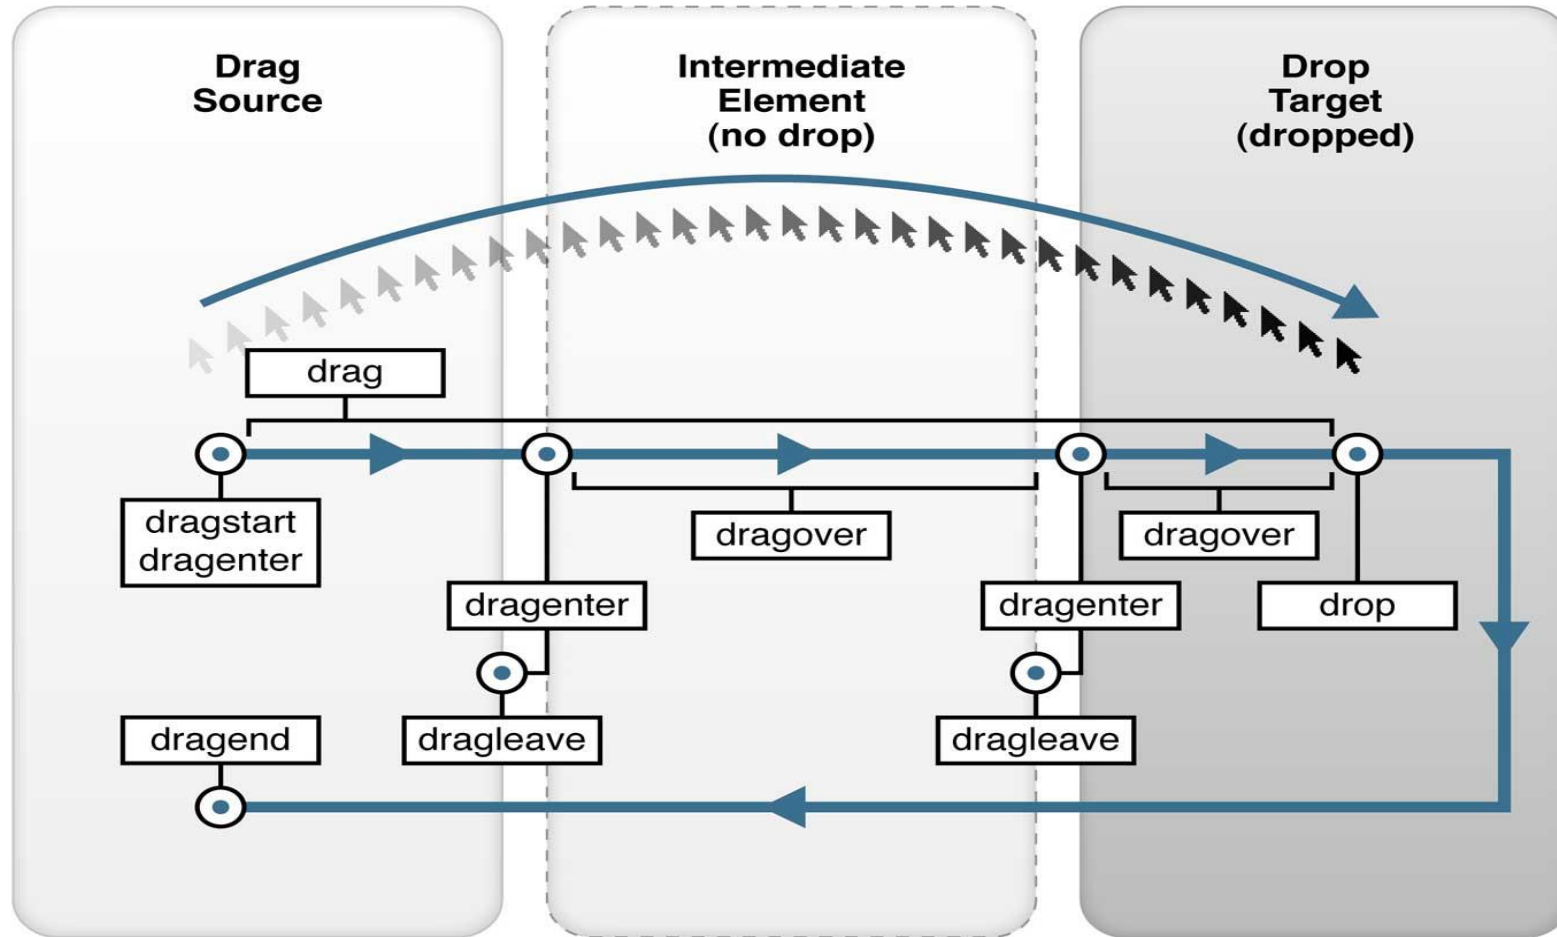 Drag
Source
Intermediate
Element
(no drop)
Drop
Target
(dropped)
drag
dragstart
dragenter
dragover
dragover
dragenter
dragenter
drop
dragend
dragleave
dragleave